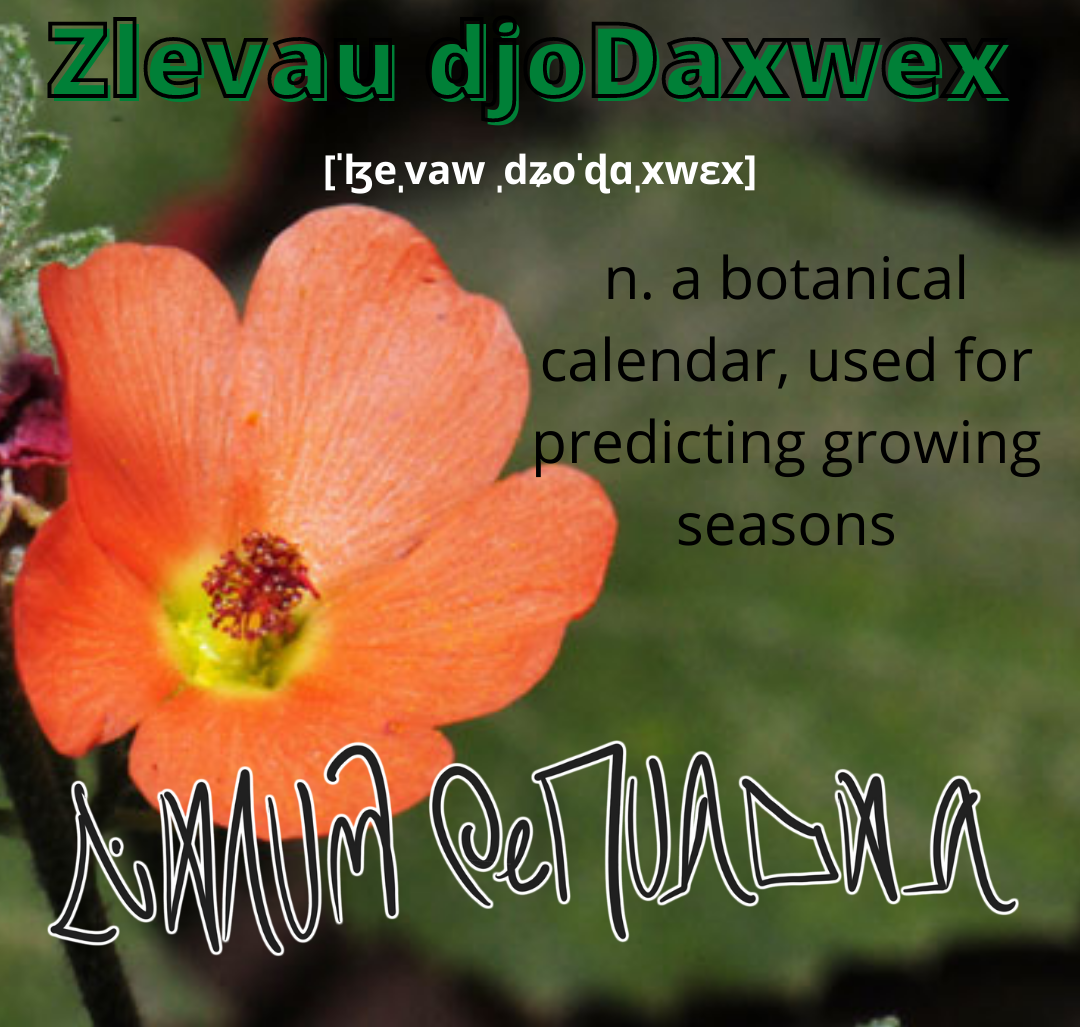 Zlevau djoDaxwex
[ˈɮeˌvaw ˌdʑoˈɖɑˌxwɛx]
n. a botanical
calendar, used for
predicting growing
seasons